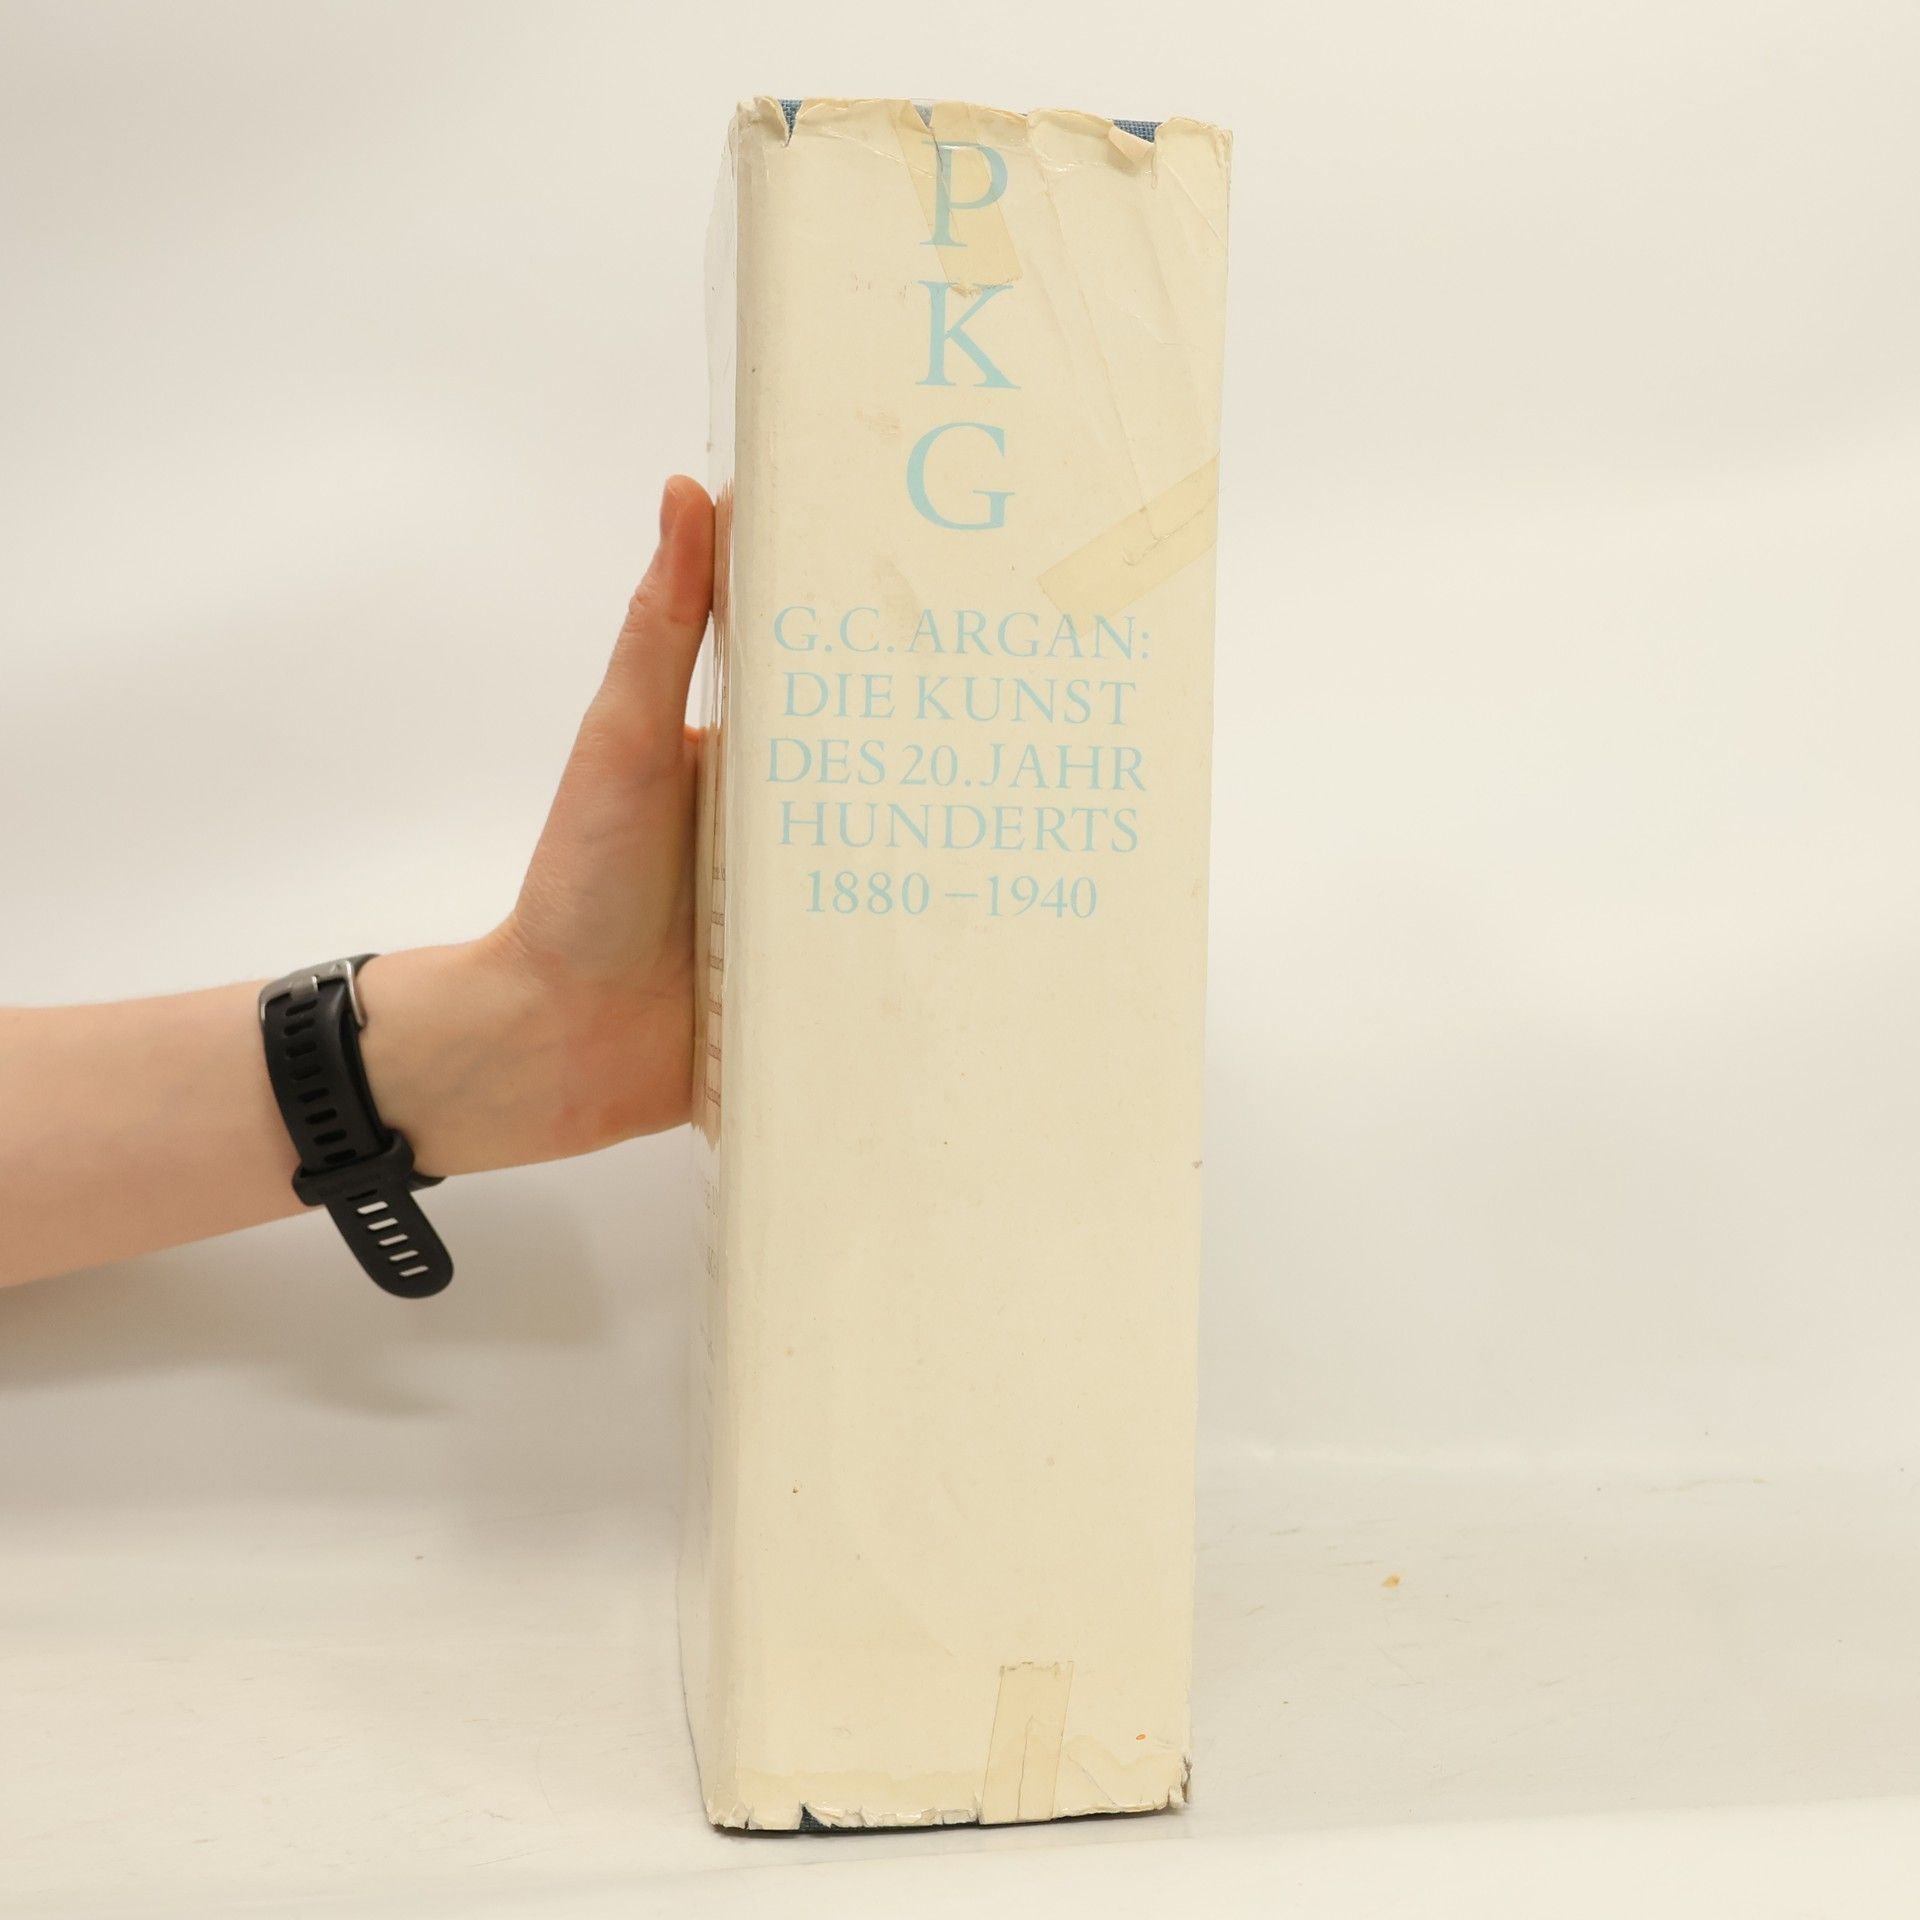 P
K
G
G.C. ARGAN:
DIE KUNST
DES 20. JAHR
HUNDERTS
1880–1940